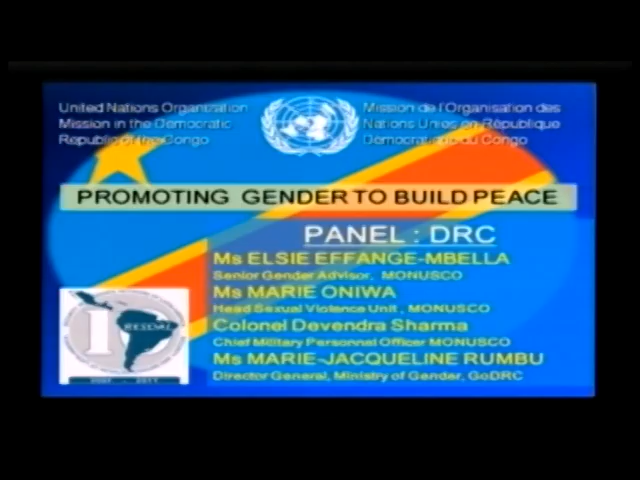 United Nations Organization
Mission in the Democratic
Republic of the Congo
Mission de l'Organisation des
Nations Unies en République
Démocratique du Congo
PROMOTING GENDER TO BUILD PEACE
PANEL : DRC
Ms ELSIE EFFANGE-MBELLA
Senior Gender Advisor, MONUSCO
Ms MARIE ONIWA
Head Sexual Violence Unit , MONUSCO
Colonel Devendra Sharma
Chief Military Personnel Officer MONUSCO
Ms MARIE-JACQUELINE RUMBU
Director General, Ministry of Gender, GoDRC
RESDAL